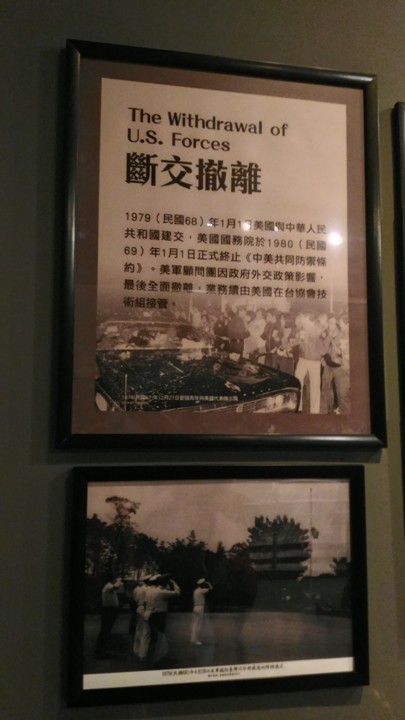 The Withdrawal of
U.S. Forces
斷交撤離
1979（民國68）年1月1日美國與中華人民
共和國建交，美國國務院於1980（民國
69）年1月1日正式終止《中美共同防禦條
約》。美軍顧問團因政府外交政策影響，
最後全面撤離，業務續由美國在台協會技
術組接管。